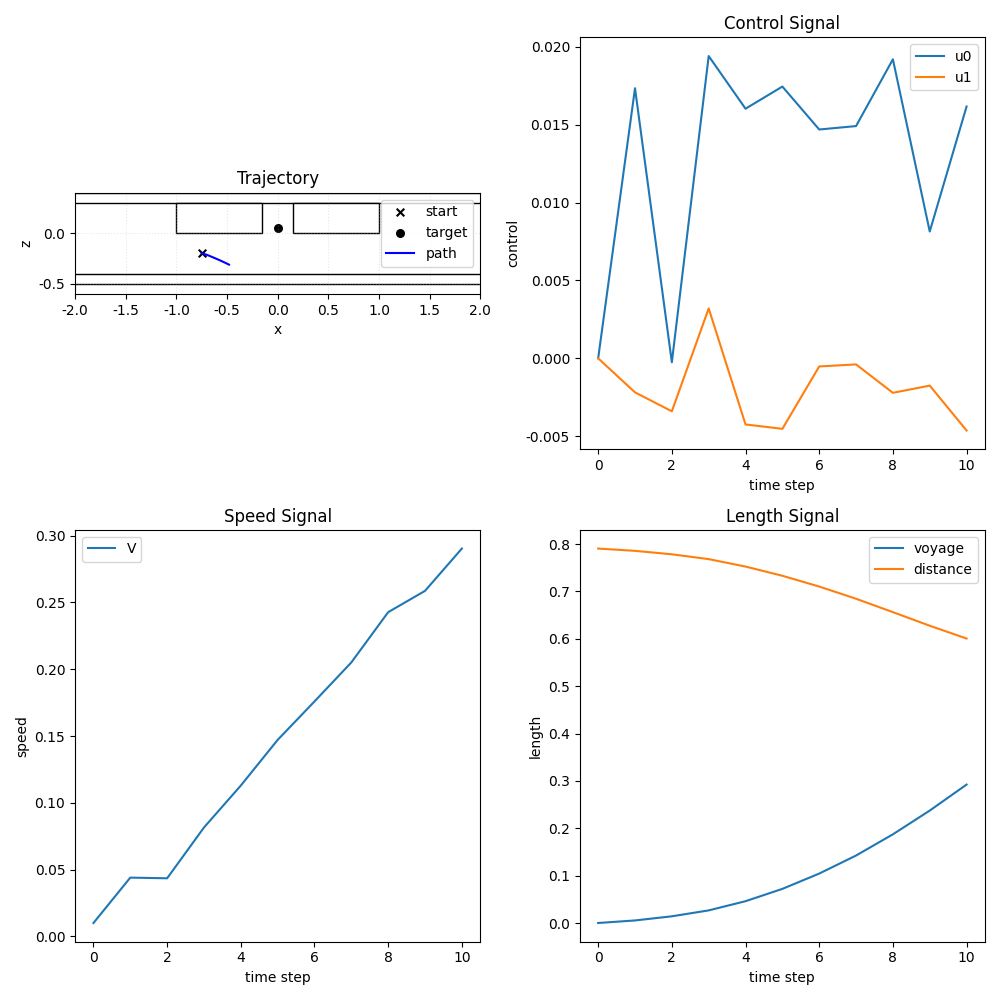 Trajectory
z
0.0
-0.5
-2.0 -1.5 -1.0 -0.5 0.0 0.5 1.0 1.5 2.0
x
start
target
path
Control Signal
control
0.020
0.015
0.010
0.005
0.000
-0.005
0 2 4 6 8 10
time step
u0
u1
Speed Signal
speed
0.30
0.25
0.20
0.15
0.10
0.05
0.00
0 2 4 6 8 10
time step
V
Length Signal
length
0.8
0.7
0.6
0.5
0.4
0.3
0.2
0.1
0.0
0 2 4 6 8 10
time step
voyage
distance